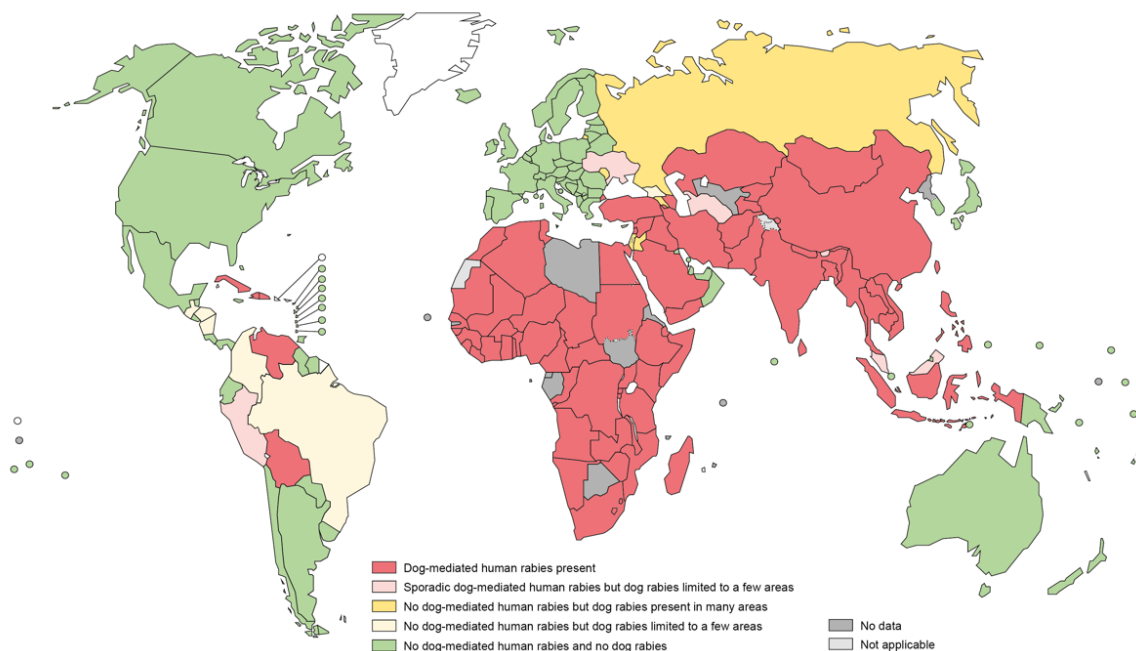 Dog-mediated human rabies present
Sporadic dog-mediated human rabies but dog rabies limited to a few areas
No dog-mediated human rabies but dog rabies present in many areas
No dog-mediated human rabies but dog rabies limited to a few areas
No dog-mediated human rabies and no dog rabies
No data
Not applicable